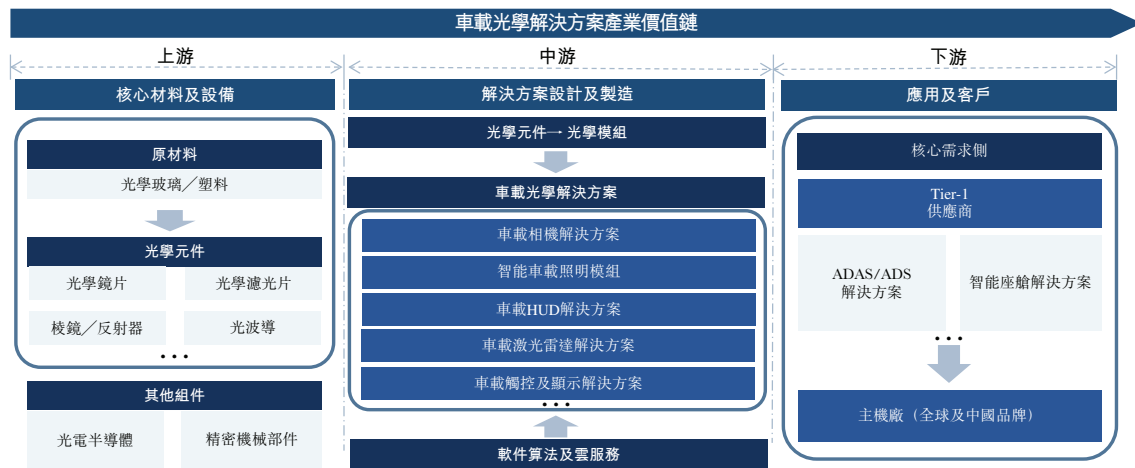 車載光學解決方案產業價值鏈
上游
核心材料及設備
原材料
光學玻璃／塑料
光學元件
光學鏡片
光學濾光片
棱鏡／反射器
光波導
•••
其他組件
光電半導體
精密機械部件
中游
解決方案設計及製造
光學元件→ 光學模組
車載光學解決方案
車載相機解決方案
智能車載照明模組
車載HUD解決方案
車載激光雷達解決方案
車載觸控及顯示解決方案
•••
軟件算法及雲服務
下游
應用及客戶
核心需求側
Tier-1
供應商
ADAS/ADS
解決方案
智能座艙解決方案
•••
主機廠（全球及中國品牌）